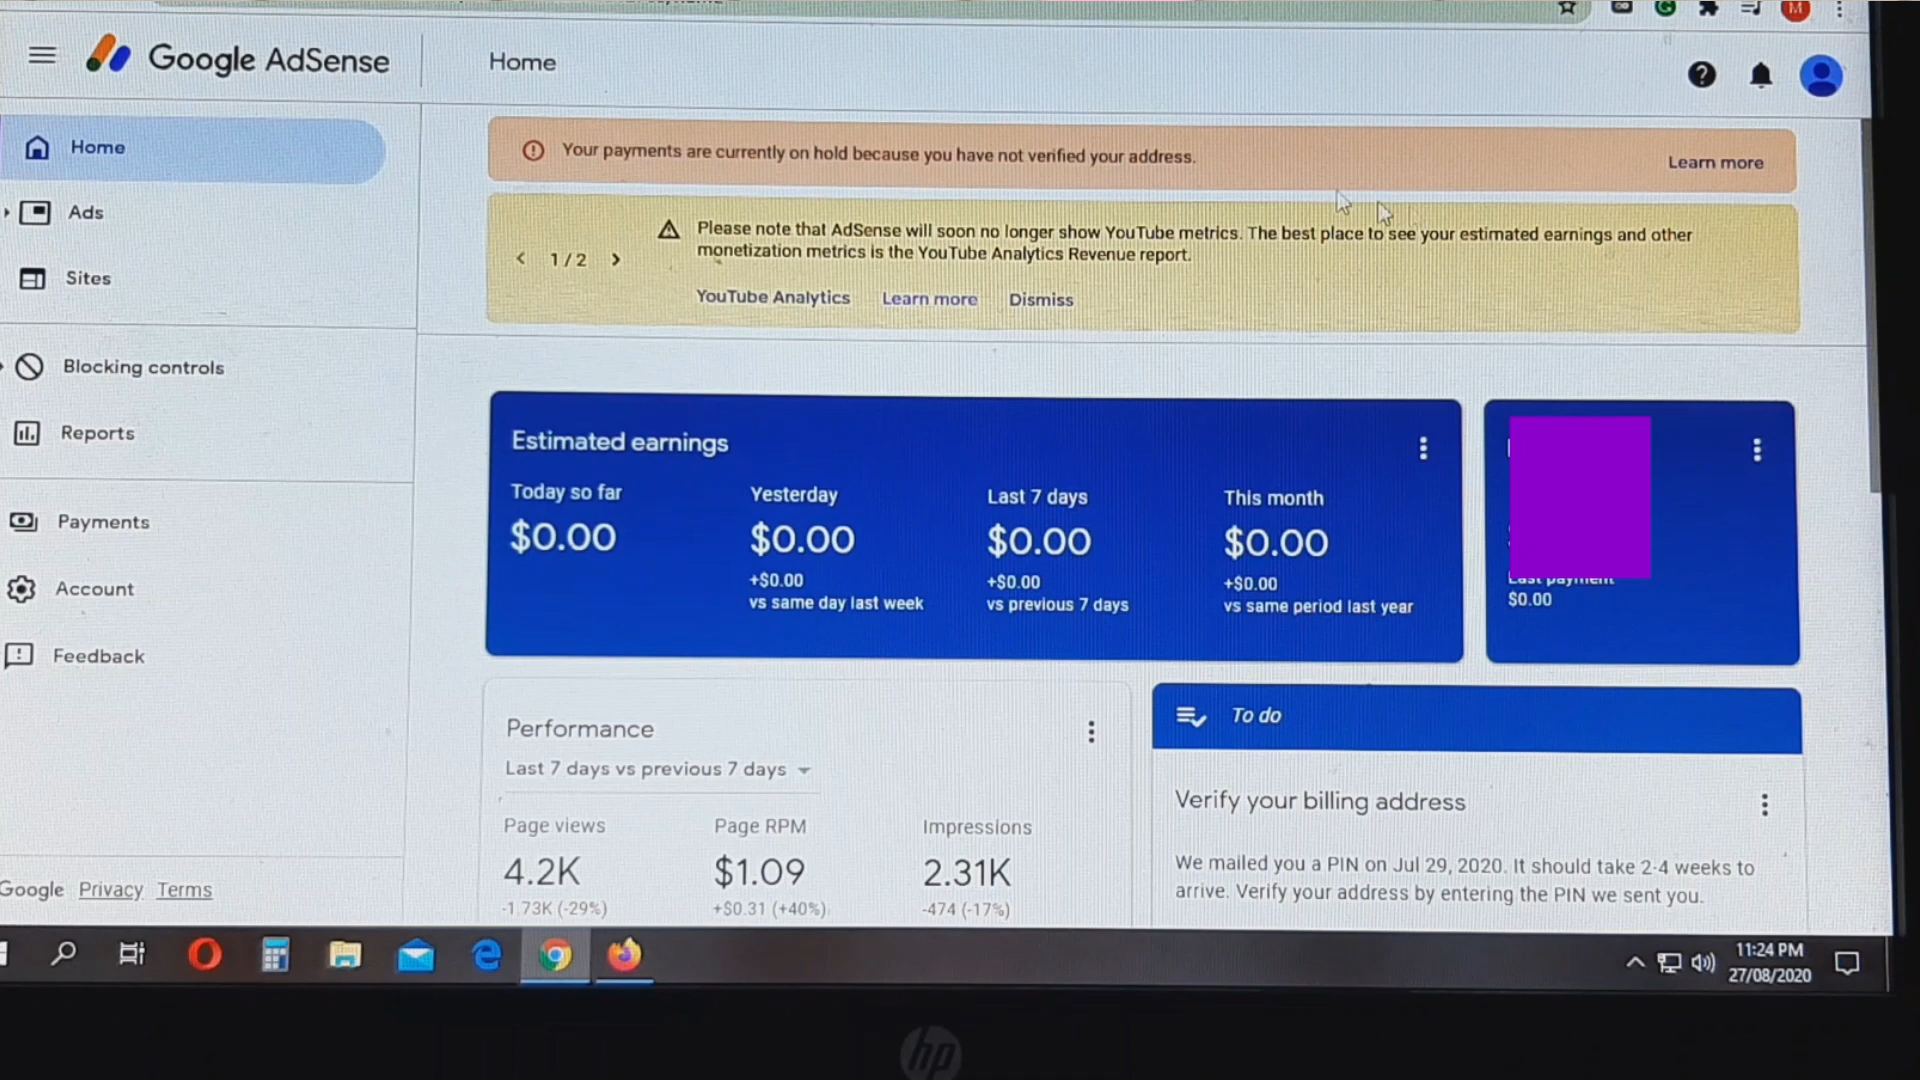 Google AdSense
Home
M
Home
Ads
Sites
Blocking controls
Reports
Payments
Account
Feedback
Google Privacy Terms
Your payments are currently on hold because you have not verified your address.
Learn more
1 / 2
Please note that AdSense will soon no longer show YouTube metrics. The best place to see your estimated earnings and other
monetization metrics is the YouTube Analytics Revenue report.
YouTube Analytics Learn more Dismiss
Estimated earnings
Today so far Yesterday Last 7 days This month
$0.00 $0.00 $0.00 $0.00
+$0.00 +$0.00 +$0.00
vs same day last week vs previous 7 days vs same period last year
Last payment
$0.00
Performance
Last 7 days vs previous 7 days
Page views Page RPM Impressions
4.2K $1.09 2.31K
-1.73K (-29%) +$0.31 (+40%) -474 (-17%)
To do
Verify your billing address
We mailed you a PIN on Jul 29, 2020. It should take 2-4 weeks to
arrive. Verify your address by entering the PIN we sent you.
11:24 PM
27/08/2020
hp